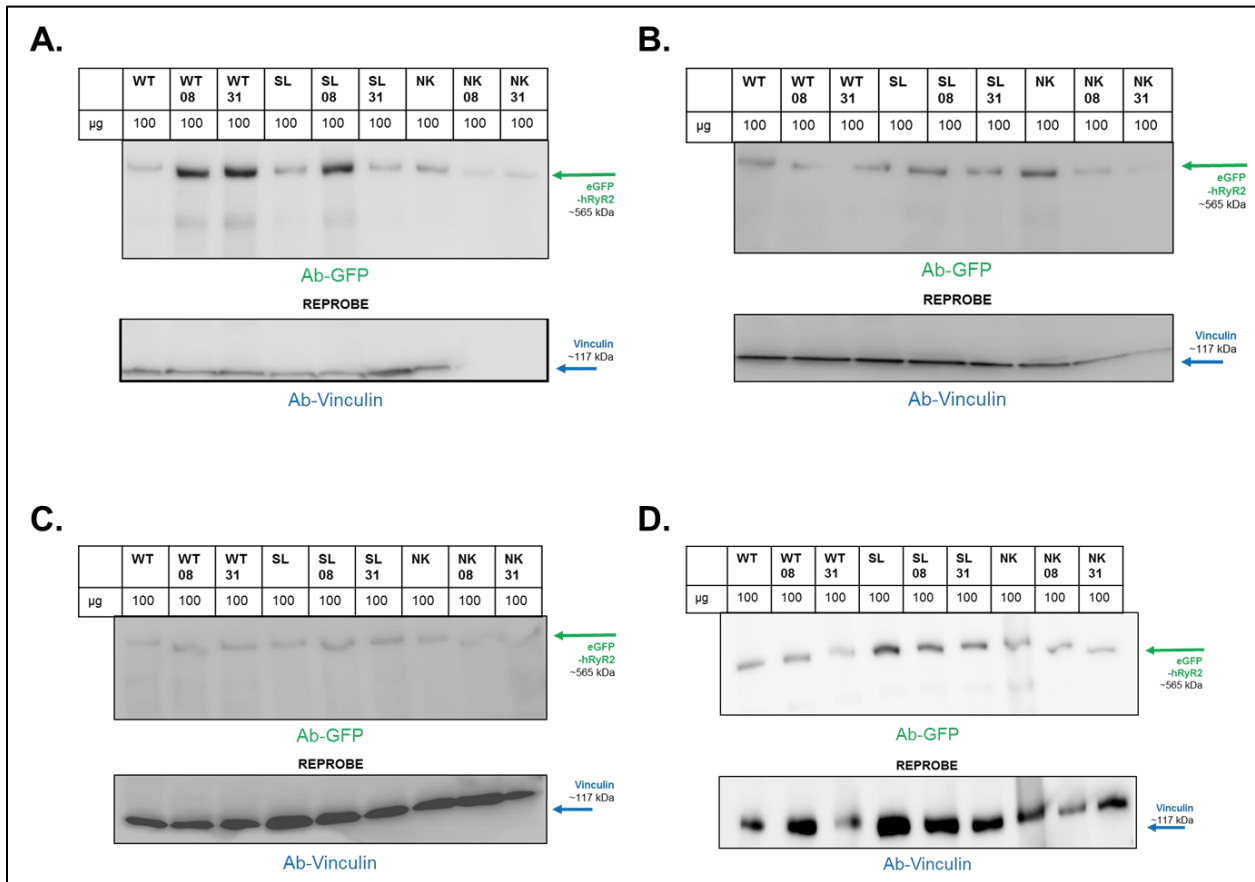 A.
WT WT 08 WT 31 SL SL 08 SL 31 NK NK 08 NK 31
µg 100 100 100 100 100 100 100 100 100
eGFP
-hRyR2
~565 kDa
Ab-GFP
REPROBE
Vinculin
~117 kDa
Ab-Vinculin
B.
WT WT 08 WT 31 SL SL 08 SL 31 NK NK 08 NK 31
µg 100 100 100 100 100 100 100 100 100
eGFP
-hRyR2
~565 kDa
Ab-GFP
REPROBE
Vinculin
~117 kDa
Ab-Vinculin
C.
WT WT 08 WT 31 SL SL 08 SL 31 NK NK 08 NK 31
µg 100 100 100 100 100 100 100 100 100
eGFP
-hRyR2
~565 kDa
Ab-GFP
REPROBE
Vinculin
~117 kDa
Ab-Vinculin
D.
WT WT 08 WT 31 SL SL 08 SL 31 NK NK 08 NK 31
µg 100 100 100 100 100 100 100 100 100
eGFP
-hRyR2
~565 kDa
Ab-GFP
REPROBE
Vinculin
~117 kDa
Ab-Vinculin